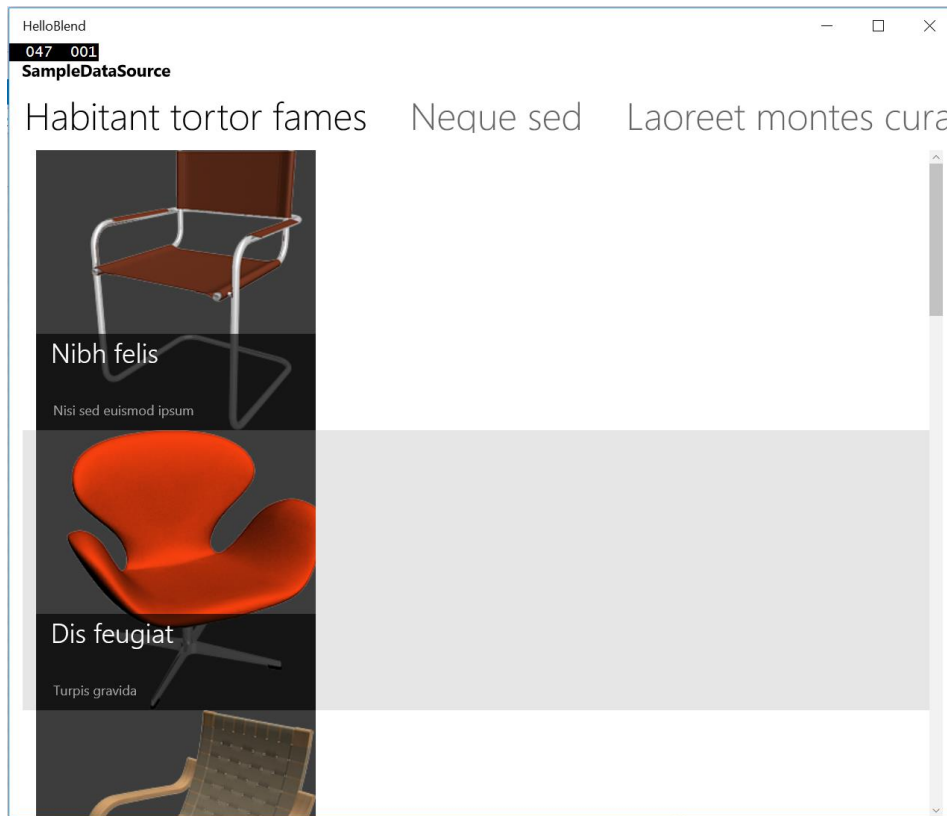 HelloBlend
047 001
SampleDataSource
Habitant tortor fames Neque sed Laoreet montes cura
Nibh felis
Nisi sed euismod ipsum
Dis feugiat
Turpis gravida